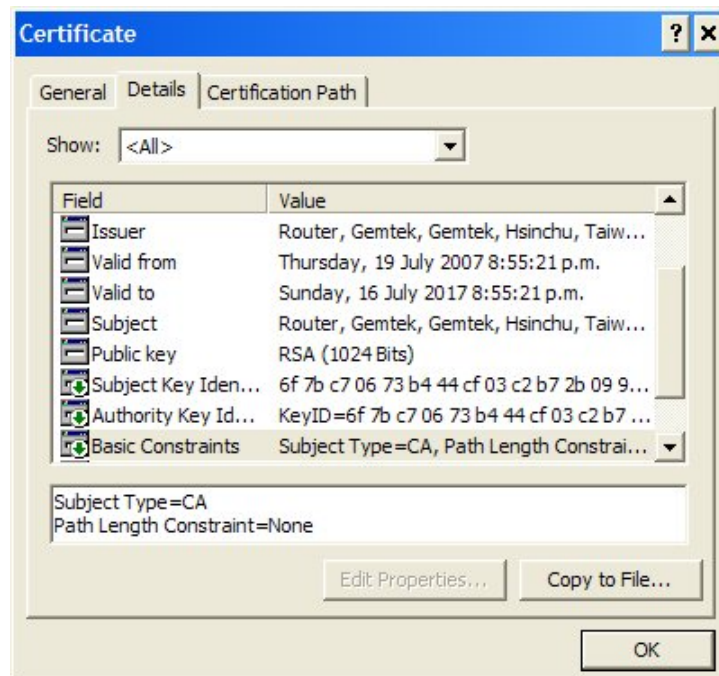 Certificate
General Details Certification Path
Show: <All>
Field Value
Issuer Router, Gemtek, Gemtek, Hsinchu, Taiw...
Valid from Thursday, 19 July 2007 8:55:21 p.m.
Valid to Sunday, 16 July 2017 8:55:21 p.m.
Subject Router, Gemtek, Gemtek, Hsinchu, Taiw...
Public key RSA (1024 Bits)
Subject Key Iden... 6f 7b c7 06 73 b4 44 cf 03 c2 b7 2b 09 9...
Authority Key Id... KeyID=6f 7b c7 06 73 b4 44 cf 03 c2 b7 ...
Basic Constraints Subject Type=CA, Path Length Constrai...
Subject Type=CA
Path Length Constraint=None
Edit Properties... Copy to File...
OK